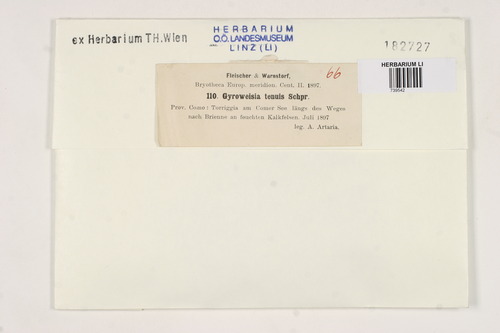 ex Herbarium TH.Wien
HERBARIUM
O.Ö. LANDESMUSEUM
LINZ (LI)
182727
HERBARIUM LI
Fleischer & Warnstorf,
66
Bryotheca Europ. meridion. Cent. II. 1897.
110. Gyroweisia tenuis Schpr.
Prov. Como: Torriggia am Comer See längs des Weges
nach Brienne an feuchten Kalkfelsen. Juli 1897
leg. A. Artaria.